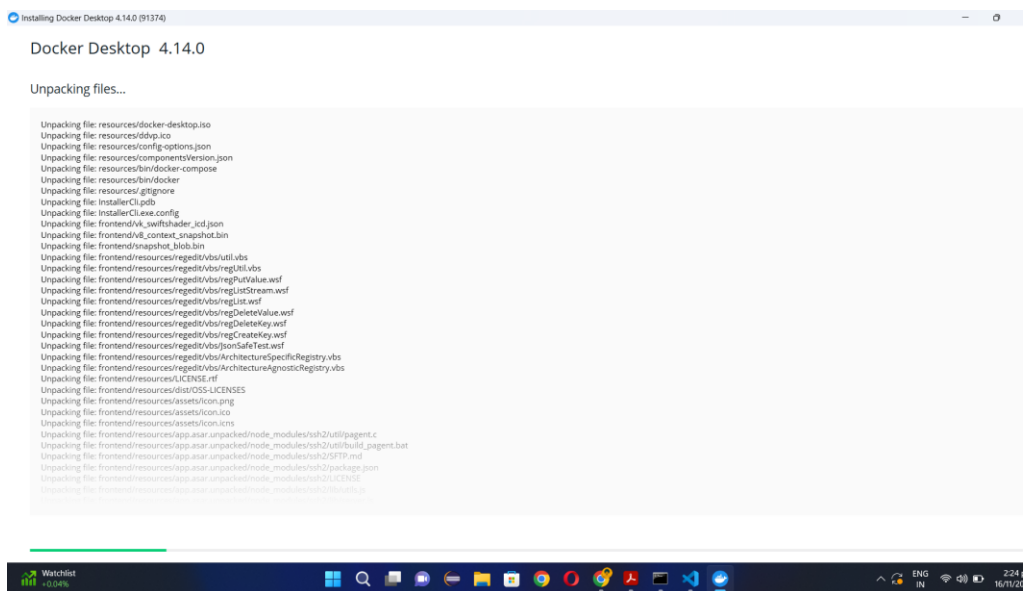 Installing Docker Desktop 4.14.0 (91374)
Docker Desktop 4.14.0
Unpacking files...
Unpacking file: resources/docker-desktop.iso
Unpacking file: resources/ddvp.ico
Unpacking file: resources/config-options.json
Unpacking file: resources/componentsVersion.json
Unpacking file: resources/bin/docker-compose
Unpacking file: resources/bin/docker
Unpacking file: resources/.gitignore
Unpacking file: InstallerCli.pdb
Unpacking file: InstallerCli.exe.config
Unpacking file: frontend/vk_swiftshader_icd.json
Unpacking file: frontend/v8_context_snapshot.bin
Unpacking file: frontend/snapshot_blob.bin
Unpacking file: frontend/resources/regedit/vbs/util.vbs
Unpacking file: frontend/resources/regedit/vbs/regUtil.vbs
Unpacking file: frontend/resources/regedit/vbs/regPutValue.wsf
Unpacking file: frontend/resources/regedit/vbs/regListStream.wsf
Unpacking file: frontend/resources/regedit/vbs/regList.wsf
Unpacking file: frontend/resources/regedit/vbs/regDeleteValue.wsf
Unpacking file: frontend/resources/regedit/vbs/regDeleteKey.wsf
Unpacking file: frontend/resources/regedit/vbs/regCreateKey.wsf
Unpacking file: frontend/resources/regedit/vbs/JsonSafeTest.wsf
Unpacking file: frontend/resources/regedit/vbs/ArchitectureSpecificRegistry.vbs
Unpacking file: frontend/resources/regedit/vbs/ArchitectureAgnosticRegistry.vbs
Unpacking file: frontend/resources/LICENSE.rtf
Unpacking file: frontend/resources/dist/OSS-LICENSES
Unpacking file: frontend/resources/assets/icon.png
Unpacking file: frontend/resources/assets/icon.ico
Unpacking file: frontend/resources/assets/icon.icns
Unpacking file: frontend/resources/app.asar.unpacked/node_modules/ssh2/util/pagent.c
Unpacking file: frontend/resources/app.asar.unpacked/node_modules/ssh2/util/build_pagent.bat
Unpacking file: frontend/resources/app.asar.unpacked/node_modules/ssh2/SFTP.md
Unpacking file: frontend/resources/app.asar.unpacked/node_modules/ssh2/package.json
Unpacking file: frontend/resources/app.asar.unpacked/node_modules/ssh2/LICENSE
Unpacking file: frontend/resources/app.asar.unpacked/node_modules/ssh2/lib/utils.js
Watchlist
+0.04%
ENG
IN
2:24
16/11/20